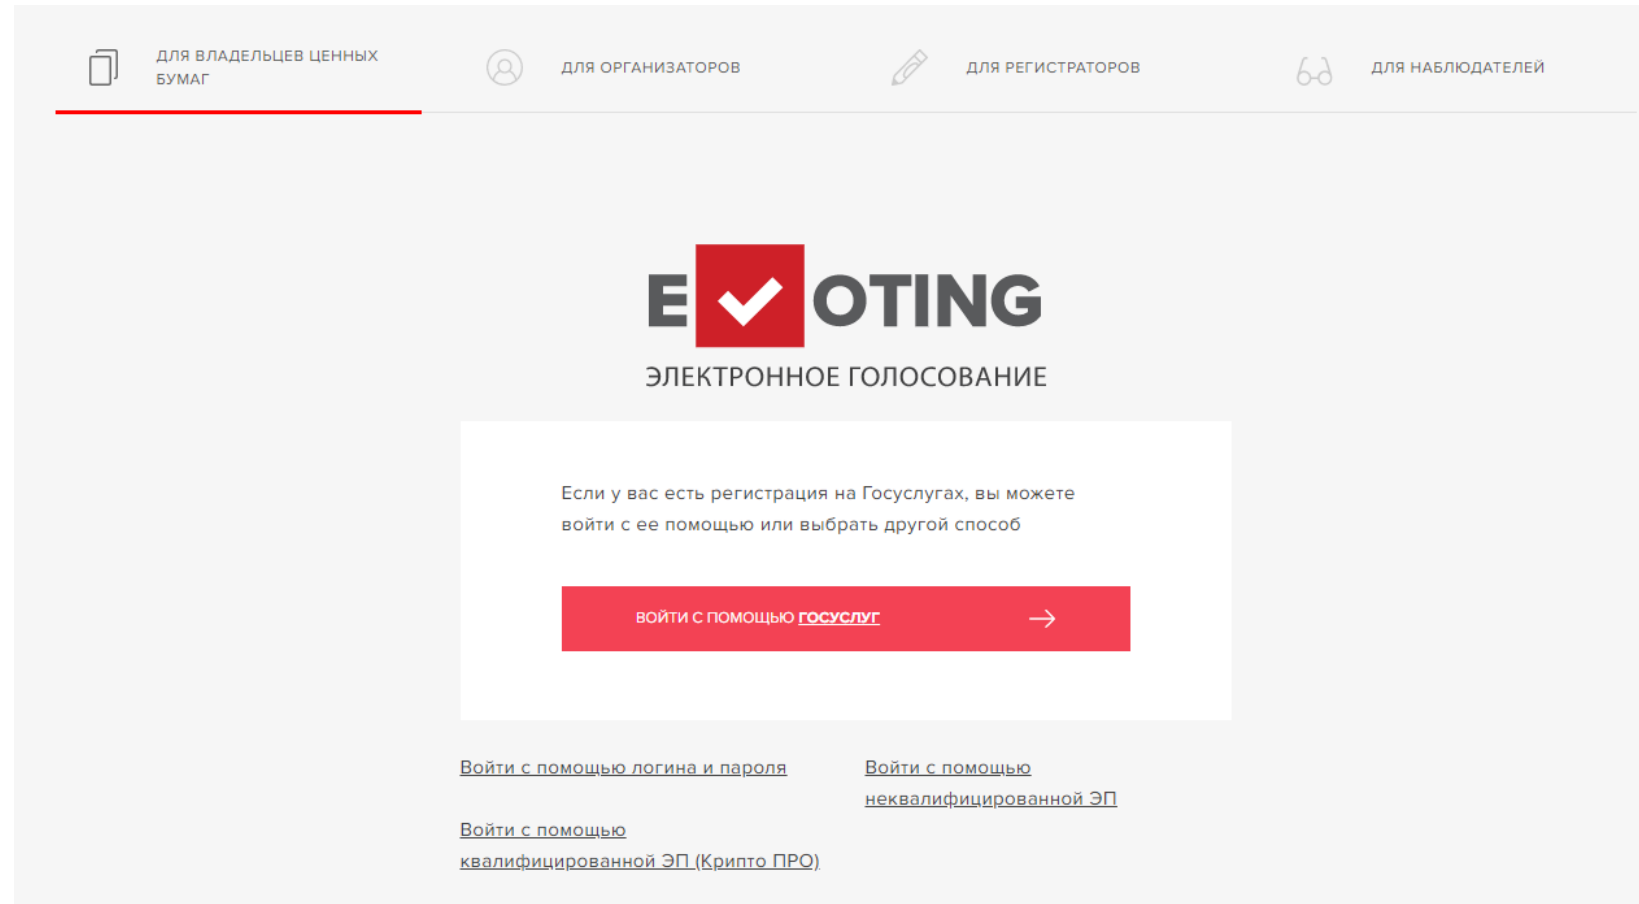 ДЛЯ ВЛАДЕЛЬЦЕВ ЦЕННЫХ
БУМАГ
ДЛЯ ОРГАНИЗАТОРОВ
ДЛЯ РЕГИСТРАТОРОВ
ДЛЯ НАБЛЮДАТЕЛЕЙ
E OTING
ЭЛЕКТРОННОЕ ГОЛОСОВАНИЕ
Если у вас есть регистрация на Госуслугах, вы можете
войти с ее помощью или выбрать другой способ
ВОЙТИ С ПОМОЩЬЮ ГОСУСЛУГ
Войти с помощью логина и пароля
Войти с помощью
неквалифицированной ЭП
Войти с помощью
квалифицированной ЭП (Крипто ПРО)